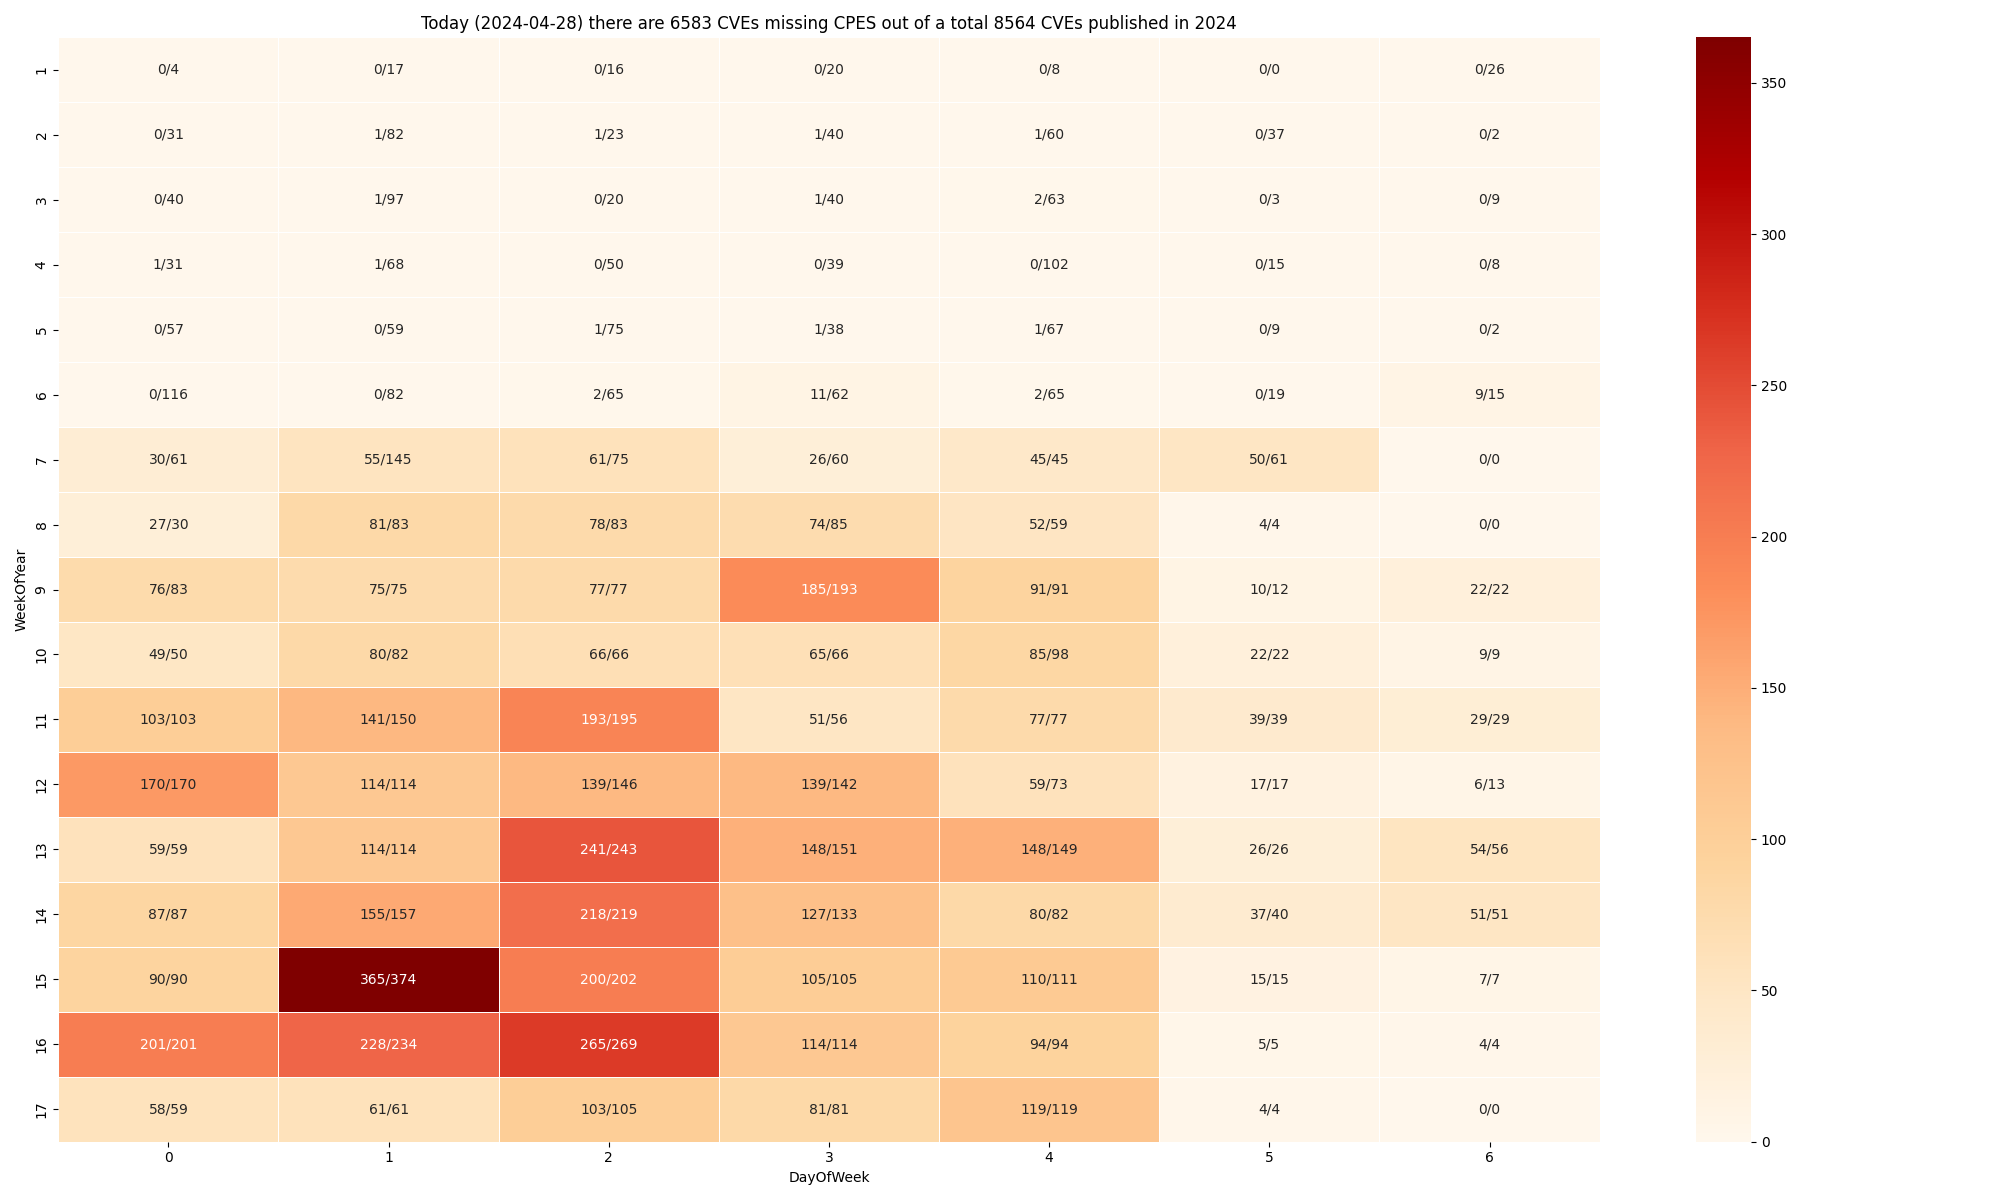 Today (2024-04-28) there are 6583 CVEs missing CPES out of a total 8564 CVEs published in 2024
1 0/4 0/17 0/16 0/20 0/8 0/0 0/26
2 0/31 1/82 1/23 1/40 1/60 0/37 0/2
3 0/40 1/97 0/20 1/40 2/63 0/3 0/9
4 1/31 1/68 0/50 0/39 0/102 0/15 0/8
5 0/57 0/59 1/75 1/38 1/67 0/9 0/2
6 0/116 0/82 2/65 11/62 2/65 0/19 9/15
7 30/61 55/145 61/75 26/60 45/45 50/61 0/0
8 27/30 81/83 78/83 74/85 52/59 4/4 0/0
9 76/83 75/75 77/77 185/193 91/91 10/12 22/22
10 49/50 80/82 66/66 65/66 85/98 22/22 9/9
11 103/103 141/150 193/195 51/56 77/77 39/39 29/29
12 170/170 114/114 139/146 139/142 59/73 17/17 6/13
13 59/59 114/114 241/243 148/151 148/149 26/26 54/56
14 87/87 155/157 218/219 127/133 80/82 37/40 51/51
15 90/90 365/374 200/202 105/105 110/111 15/15 7/7
16 201/201 228/234 265/269 114/114 94/94 5/5 4/4
17 58/59 61/61 103/105 81/81 119/119 4/4 0/0
0 1 2 3 4 5 6
DayOfWeek
WeekOfYear
350
300
250
200
150
100
50
0